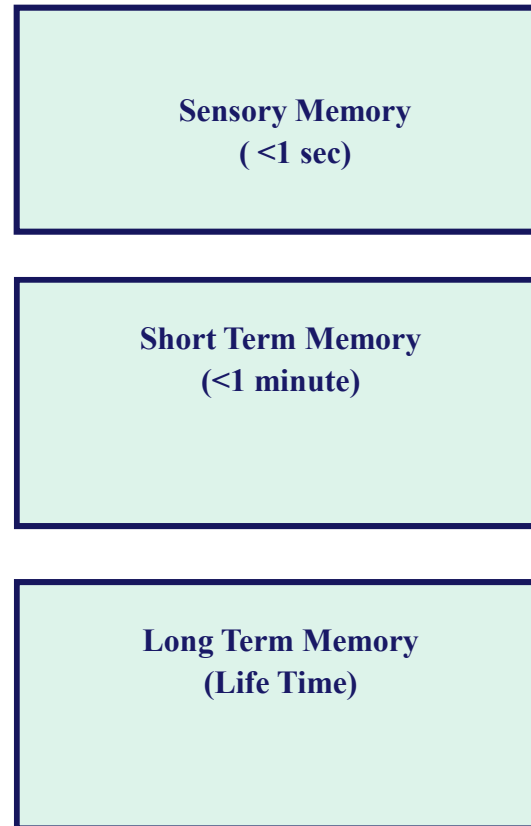 Sensory Memory
( <1 sec)
Short Term Memory
(<1 minute)
Long Term Memory
(Life Time)